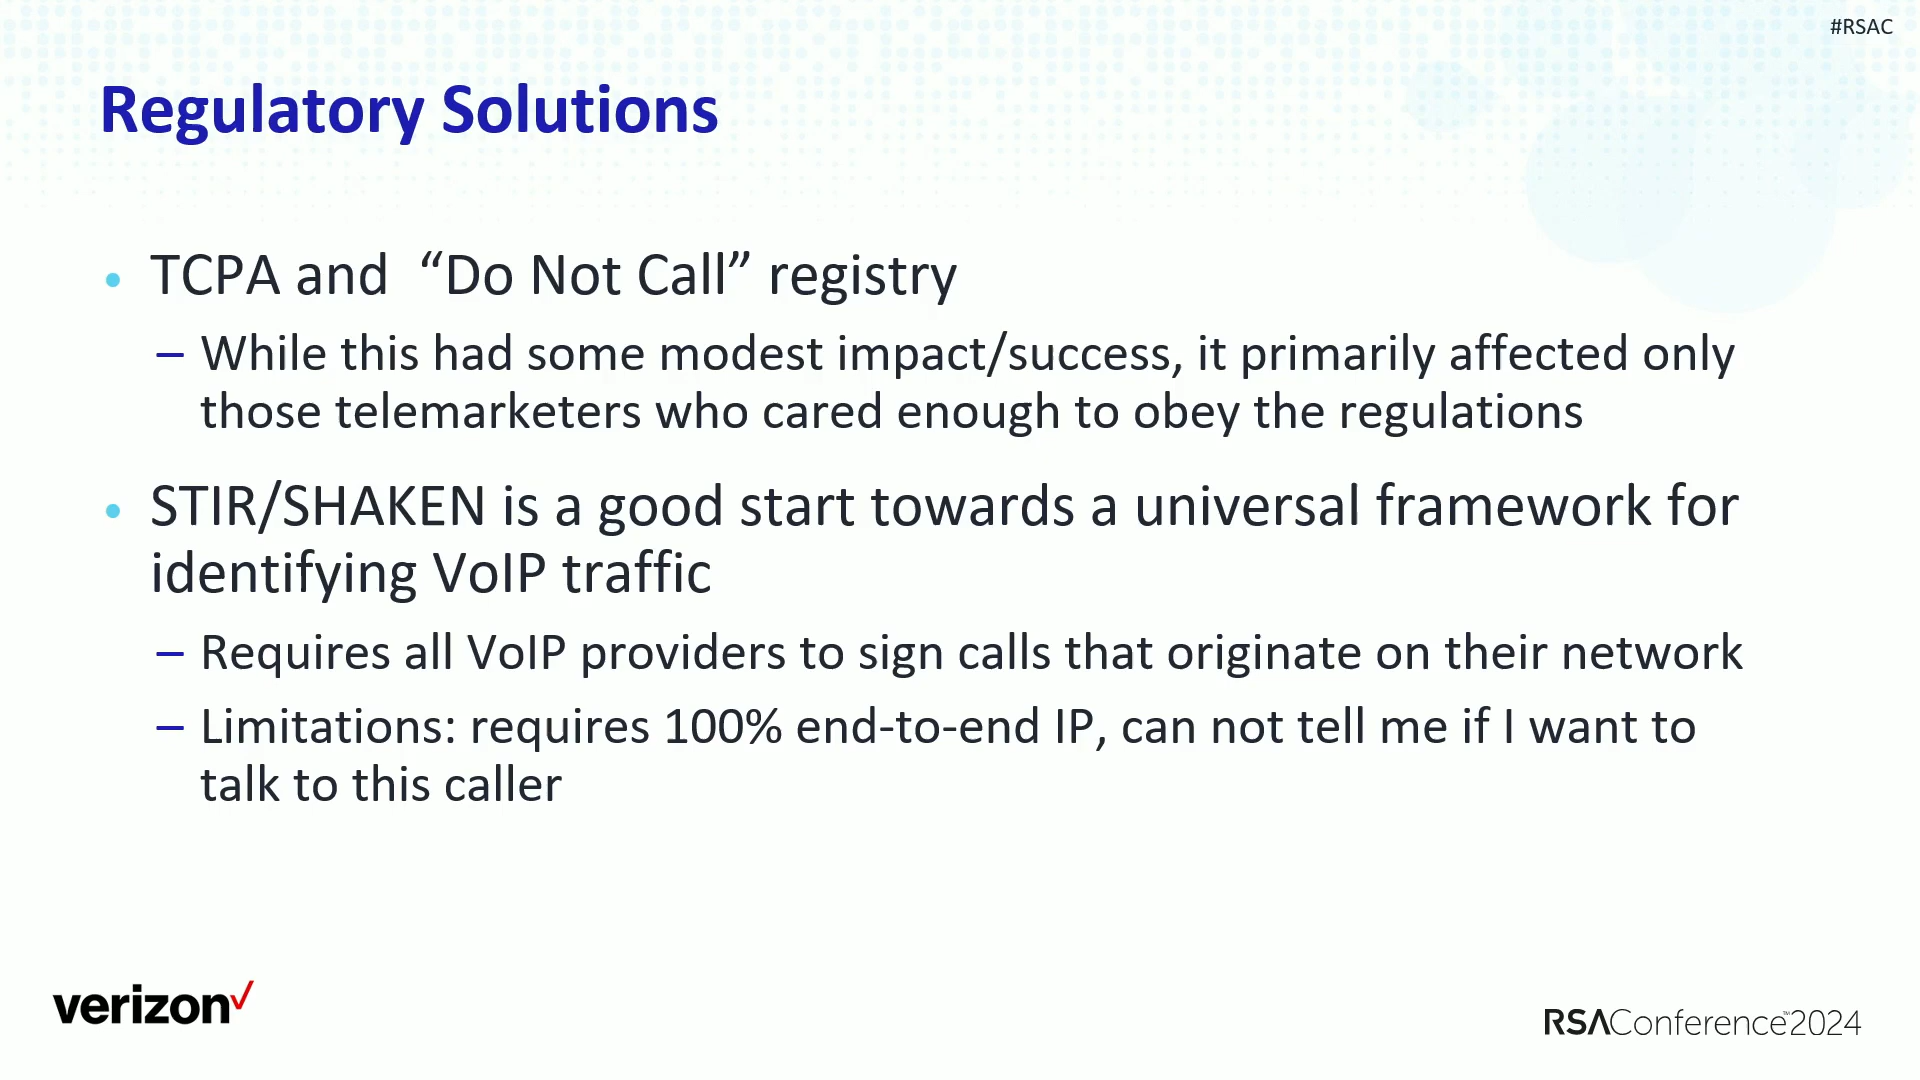 #RSAC
Regulatory Solutions
• TCPA and “Do Not Call” registry
– While this had some modest impact/success, it primarily affected only
those telemarketers who cared enough to obey the regulations
• STIR/SHAKEN is a good start towards a universal framework for
identifying VoIP traffic
– Requires all VoIP providers to sign calls that originate on their network
– Limitations: requires 100% end-to-end IP, can not tell me if I want to
talk to this caller
verizon✓
RSAConference™2024